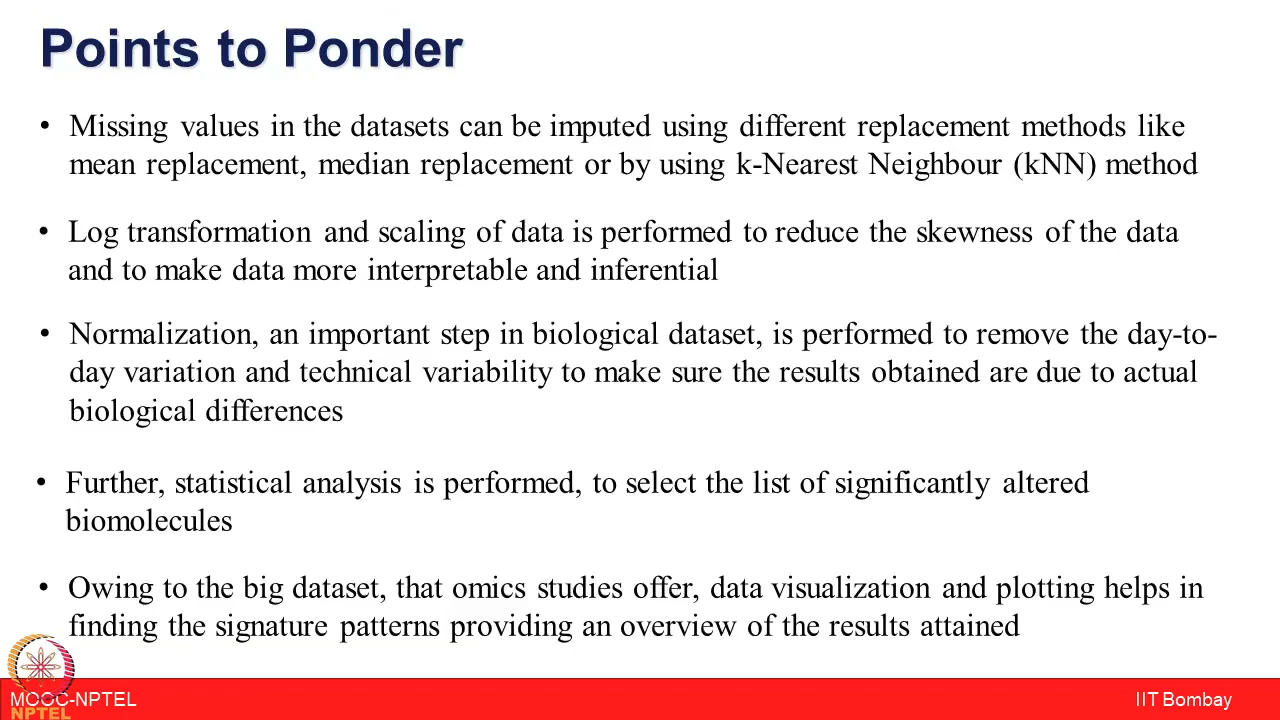 Points to Ponder
• Missing values in the datasets can be imputed using different replacement methods like
mean replacement, median replacement or by using k-Nearest Neighbour (kNN) method
• Log transformation and scaling of data is performed to reduce the skewness of the data
and to make data more interpretable and inferential
• Normalization, an important step in biological dataset, is performed to remove the day-to-
day variation and technical variability to make sure the results obtained are due to actual
biological differences
• Further, statistical analysis is performed, to select the list of significantly altered
biomolecules
• Owing to the big dataset, that omics studies offer, data visualization and plotting helps in
finding the signature patterns providing an overview of the results attained
MOOC-NPTEL
IIT Bombay
NPTEL